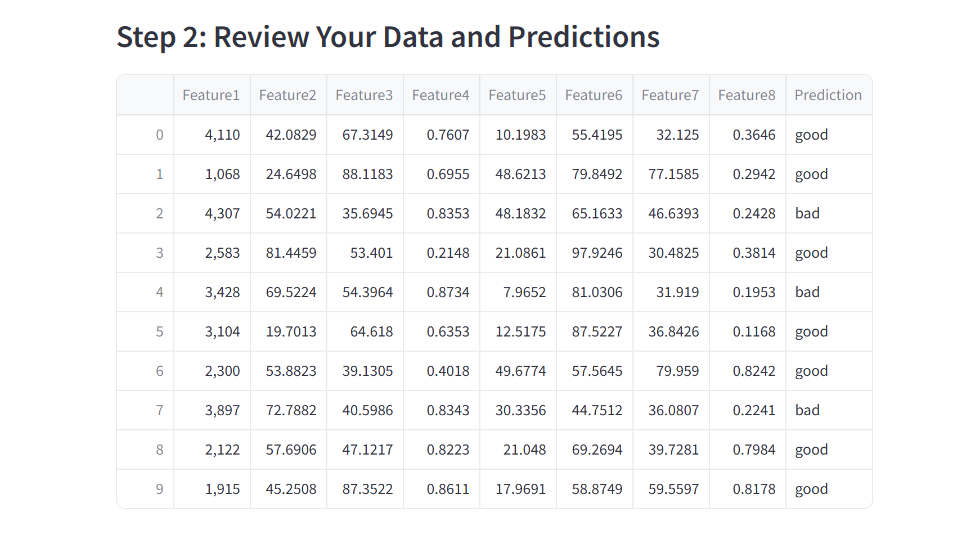 Step 2: Review Your Data and Predictions
Feature1 Feature2 Feature3 Feature4 Feature5 Feature6 Feature7 Feature8 Prediction
0 4,110 42.0829 67.3149 0.7607 10.1983 55.4195 32.125 0.3646 good
1 1,068 24.6498 88.1183 0.6955 48.6213 79.8492 77.1585 0.2942 good
2 4,307 54.0221 35.6945 0.8353 48.1832 65.1633 46.6393 0.2428 bad
3 2,583 81.4459 53.401 0.2148 21.0861 97.9246 30.4825 0.3814 good
4 3,428 69.5224 54.3964 0.8734 7.9652 81.0306 31.919 0.1953 bad
5 3,104 19.7013 64.618 0.6353 12.5175 87.5227 36.8426 0.1168 good
6 2,300 53.8823 39.1305 0.4018 49.6774 57.5645 79.959 0.8242 good
7 3,897 72.7882 40.5986 0.8343 30.3356 44.7512 36.0807 0.2241 bad
8 2,122 57.6906 47.1217 0.8223 21.048 69.2694 39.7281 0.7984 good
9 1,915 45.2508 87.3522 0.8611 17.9691 58.8749 59.5597 0.8178 good